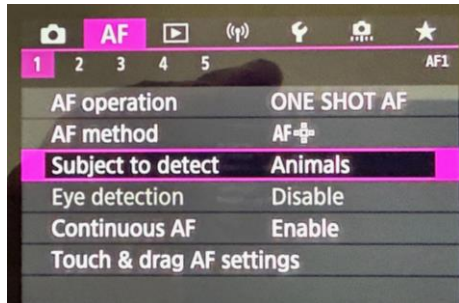 AF
1 2 3 4 5 AF1
AF operation ONE SHOT AF
AF method AF
Subject to detect Animals
Eye detection Disable
Continuous AF Enable
Touch & drag AF settings